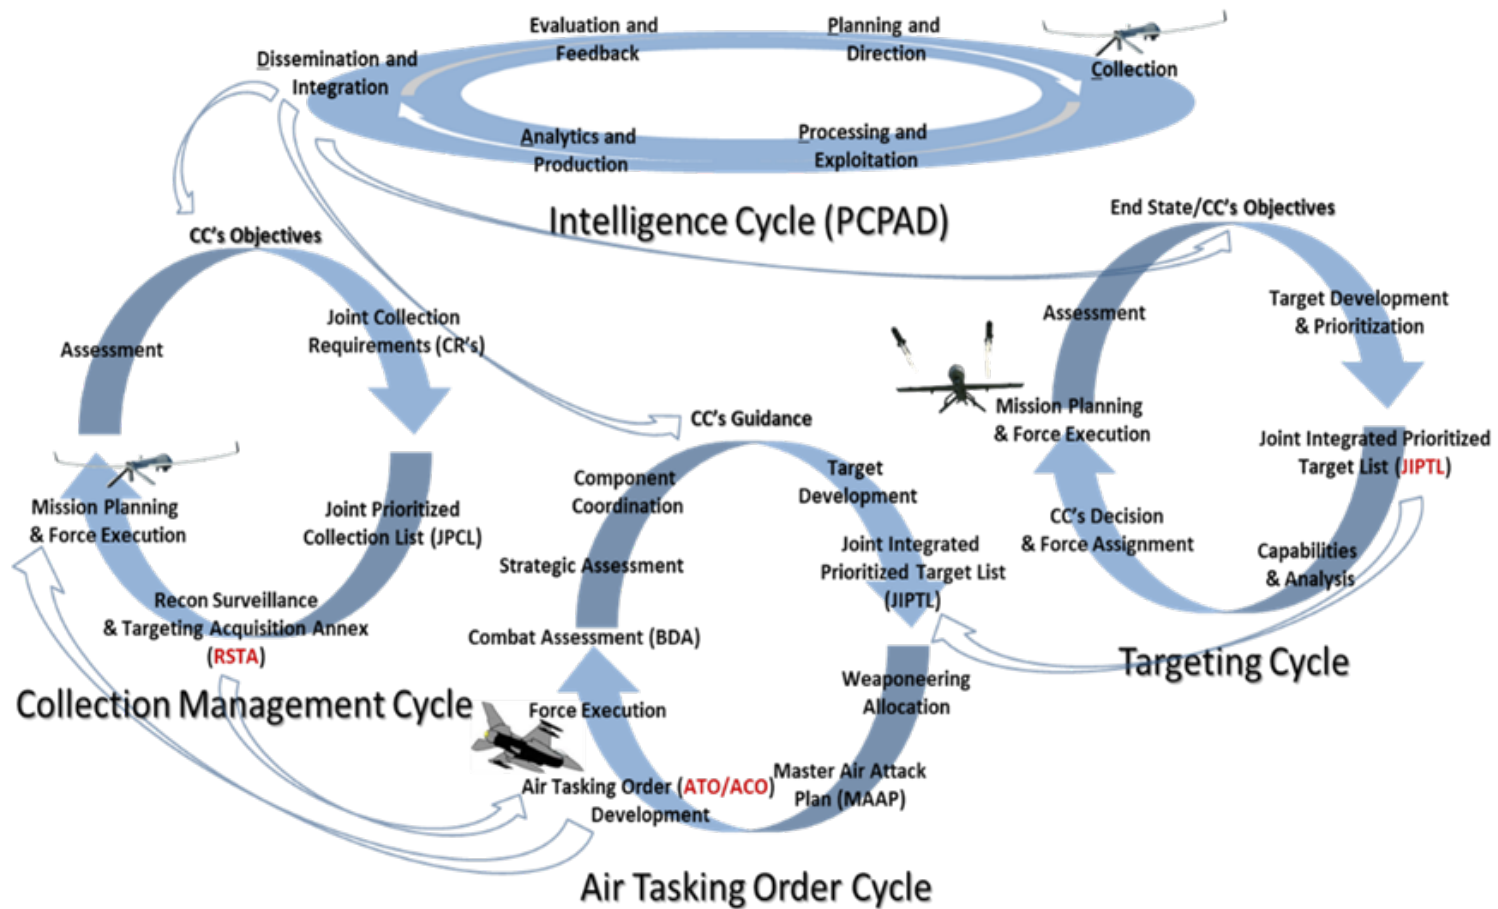 Evaluation and
Feedback
Planning and
Direction
Dissemination and
Integration
Collection
Analytics and
Production
Processing and
Exploitation
Intelligence Cycle (PCPAD)
CC's Objectives
Joint Collection
Requirements (CR's)
Assessment
Mission Planning
& Force Execution
Joint Prioritized
Collection List (JPCL)
Recon Surveillance
& Targeting Acquisition Annex
(RSTA)
Collection Management Cycle
CC's Guidance
Component
Coordination
Target
Development
Strategic Assessment
Joint Integrated
Prioritized Target List
(JIPTL)
Combat Assessment (BDA)
Weaponeering
Allocation
Force Execution
Air Tasking Order (ATO/ACO)
Development
Master Air Attack
Plan (MAAP)
Air Tasking Order Cycle
End State/CC's Objectives
Target Development
& Prioritization
Assessment
Mission Planning
& Force Execution
Joint Integrated Prioritized
Target List (JIPTL)
CC's Decision
& Force Assignment
Capabilities
& Analysis
Targeting Cycle